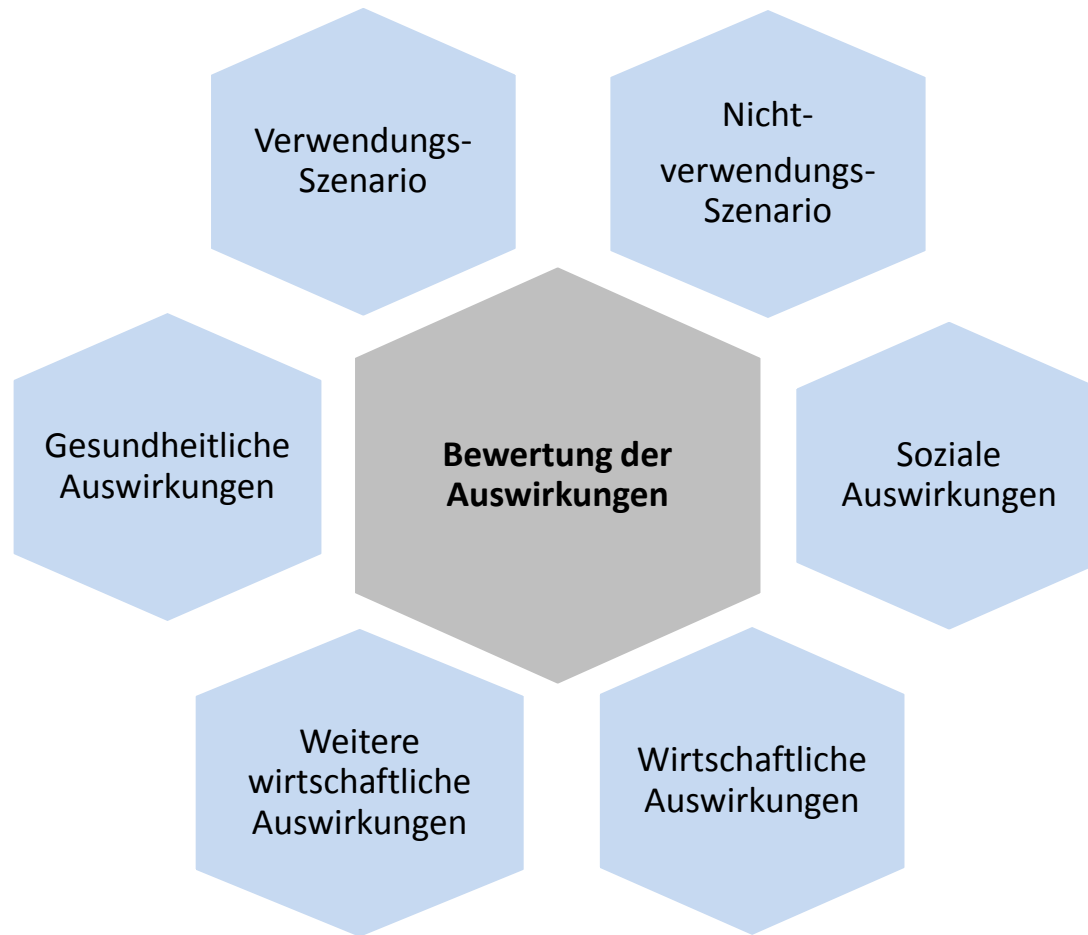 Verwendungs-
Szenario
Nicht-
verwendungs-
Szenario
Gesundheitliche
Auswirkungen
Bewertung der
Auswirkungen
Soziale
Auswirkungen
Weitere
wirtschaftliche
Auswirkungen
Wirtschaftliche
Auswirkungen